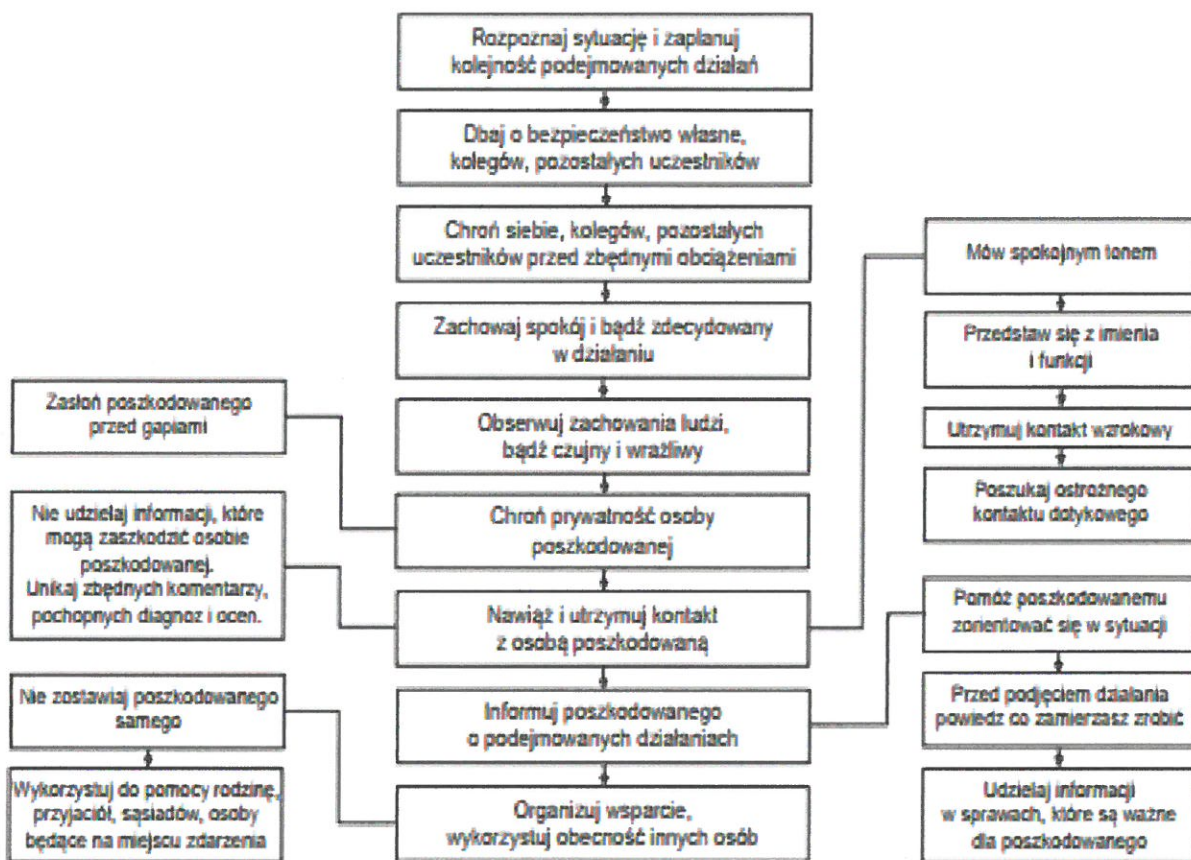 Rozpoznaj sytuację i zaplanuj
kolejność podejmowanych działań
Dbaj o bezpieczeństwo własne,
kolegów, pozostałych uczestników
Chroń siebie, kolegów, pozostałych
uczestników przed zbędnymi obciążeniami
Zachowaj spokój i bądź zdecydowany
w działaniu
Obserwuj zachowania ludzi,
bądź czujny i wrażliwy
Chroń prywatność osoby
poszkodowanej
Nawiąż i utrzymuj kontakt
z osobą poszkodowaną
Informuj poszkodowanego
o podejmowanych działaniach
Organizuj wsparcie,
wykorzystuj obecność innych osób
Zasłoń poszkodowanego
przed gapiami
Nie udzielaj informacji, które
mogą zaszkodzić osobie
poszkodowanej.
Unikaj zbędnych komentarzy,
pochopnych diagnoz i ocen.
Nie zostawiaj poszkodowanego
samego
Wykorzystuj do pomocy rodzinę,
przyjaciół, sąsiadów, osoby
będące na miejscu zdarzenia
Mów spokojnym tonem
Przedstaw się z imienia
i funkcji
Utrzymuj kontakt wzrokowy
Poszukaj ostrożnego
kontaktu dotykowego
Pomóż poszkodowanemu
zorientować się w sytuacji
Przed podjęciem działania
powiedz co zamierzasz zrobić
Udzielaj informacji
w sprawach, które są ważne
dla poszkodowanego